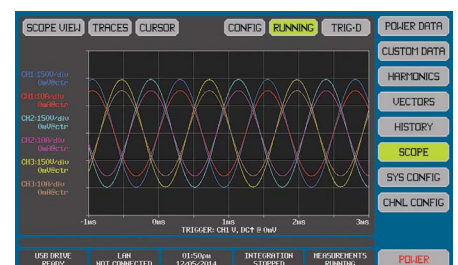 SCOPE VIEW TRACES CURSOR CONFIG RUNNING TRIG'D
POWER DATA
CUSTOM DATA
HARMONICS
VECTORS
HISTORY
SCOPE
SYS CONFIG
CHNL CONFIG
POWER
CH1:150V/div
0mV@ctr
CH1:10A/div
0mA@ctr
CH2:150V/div
0mV@ctr
CH2:10A/div
0mA@ctr
CH3:150V/div
0mV@ctr
CH3:10A/div
0mA@ctr
-1ms 0ms 1ms 2ms 3ms
TRIGGER: CH1 V, DC↑ @ 0mV
USB DRIVE LAN 01:50pm INTEGRATION MEASUREMENTS
READY NOT CONNECTED 12/05/2014 STOPPED RUNNING